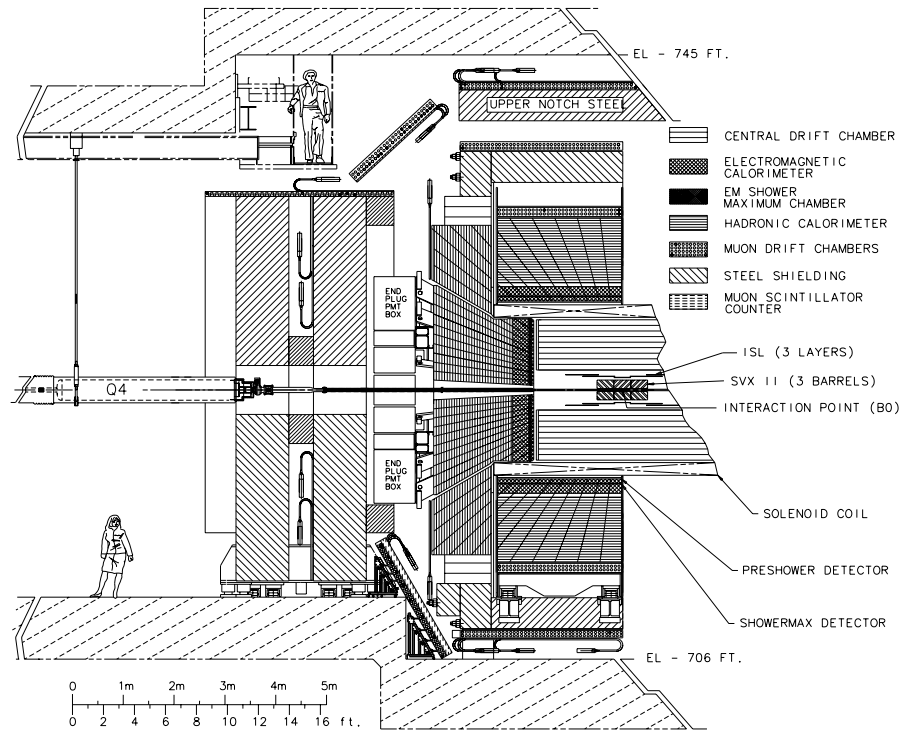 EL - 745 FT.
UPPER NOTCH STEEL
CENTRAL DRIFT CHAMBER
ELECTROMAGNETIC
CALORIMETER
EM SHOWER
MAXIMUM CHAMBER
HADRONIC CALORIMETER
MUON DRIFT CHAMBERS
STEEL SHIELDING
MUON SCINTILLATOR
COUNTER
END
PLUG
PMT
BOX
ISL (3 LAYERS)
SVX II (3 BARRELS)
INTERACTION POINT (B0)
Q4
END
PLUG
PMT
BOX
SOLENOID COIL
PRESHOWER DETECTOR
SHOWERMAX DETECTOR
EL - 706 FT.
0 1m 2m 3m 4m 5m
0 2 4 6 8 10 12 14 16 ft.